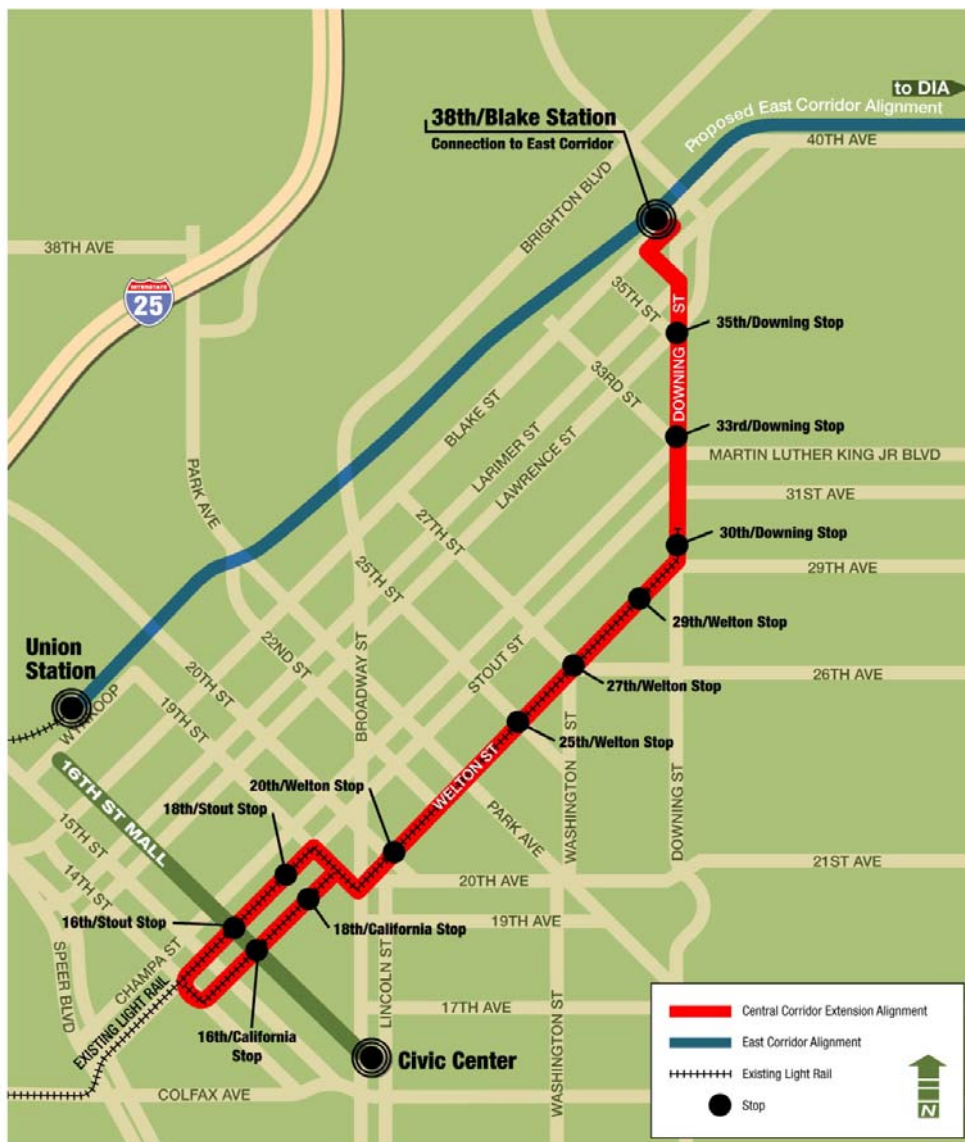 to DIA
Proposed East Corridor Alignment
40TH AVE
38th/Blake Station
Connection to East Corridor
BRIGHTON BLVD
38TH AVE
INTERSTATE
25
35TH ST
DOWNING ST
35th/Downing Stop
33RD ST
BLAKE ST
33rd/Downing Stop
LARIMER ST
LAWRENCE ST
MARTIN LUTHER KING JR BLVD
PARK AVE
31ST AVE
27TH ST
30th/Downing Stop
25TH ST
29TH AVE
29th/Welton Stop
Union
Station
22ND ST
STOUT ST
20TH ST
BROADWAY ST
27th/Welton Stop
26TH AVE
WYNKOOP
19TH ST
25th/Welton Stop
16TH ST MALL
20th/Welton Stop
WELTON ST
WASHINGTON ST
DOWNING ST
18th/Stout Stop
PARK AVE
15TH ST
14TH ST
21ST AVE
20TH AVE
16th/Stout Stop
18th/California Stop
19TH AVE
SPEER BLVD
CHAMPA ST
EXISTING LIGHT RAIL
LINCOLN ST
17TH AVE
16th/California
Stop
Civic Center
WASHINGTON ST
COLFAX AVE
Central Corridor Extension Alignment
East Corridor Alignment
Existing Light Rail
Stop
N